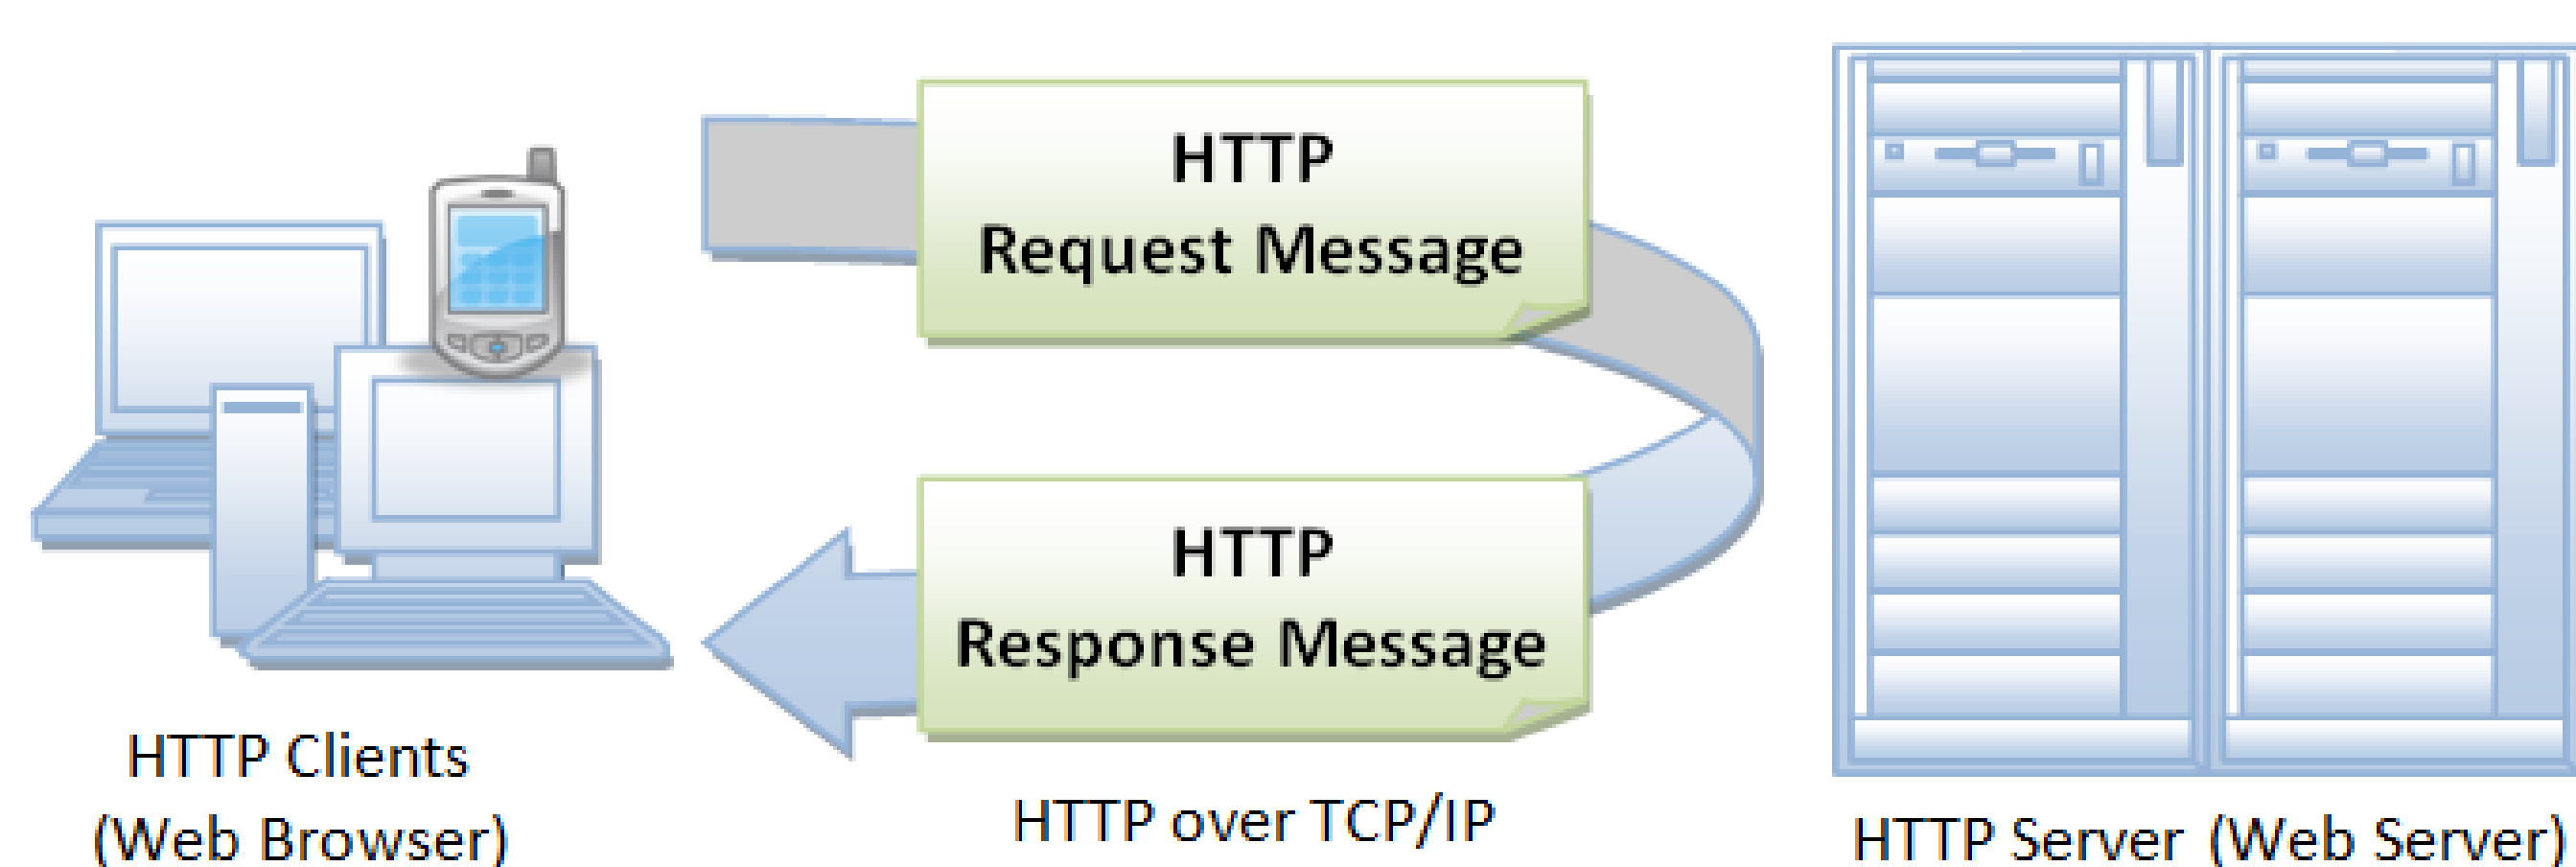 HTTP
Request Message
HTTP
Response Message
HTTP Clients
(Web Browser)
HTTP over TCP/IP
HTTP Server (Web Server)